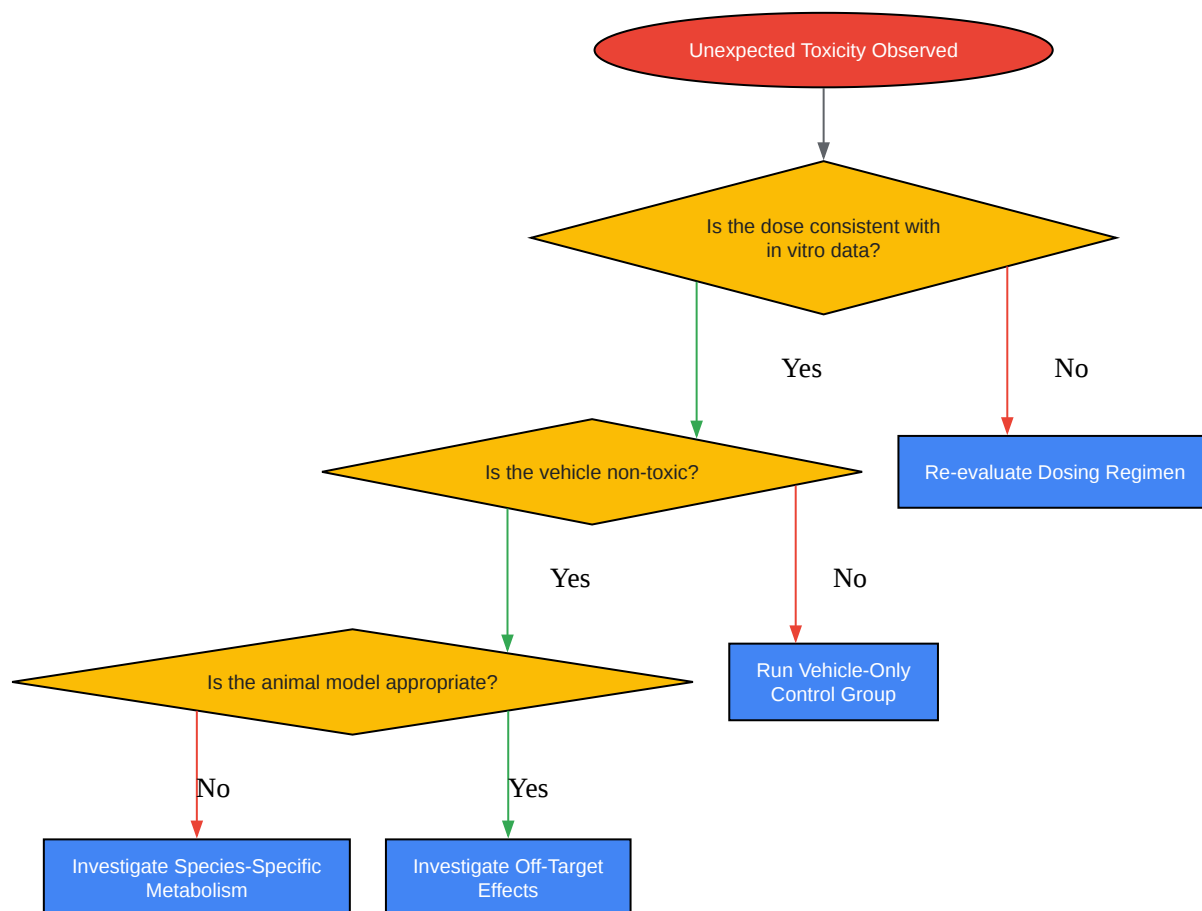 Unexpected Toxicity Observed
Is the dose consistent with
in vitro data?
Yes
No
Is the vehicle non-toxic?
Re-evaluate Dosing Regimen
Yes
No
Is the animal model appropriate?
Run Vehicle-Only
Control Group
No
Yes
Investigate Species-Specific
Metabolism
Investigate Off-Target
Effects